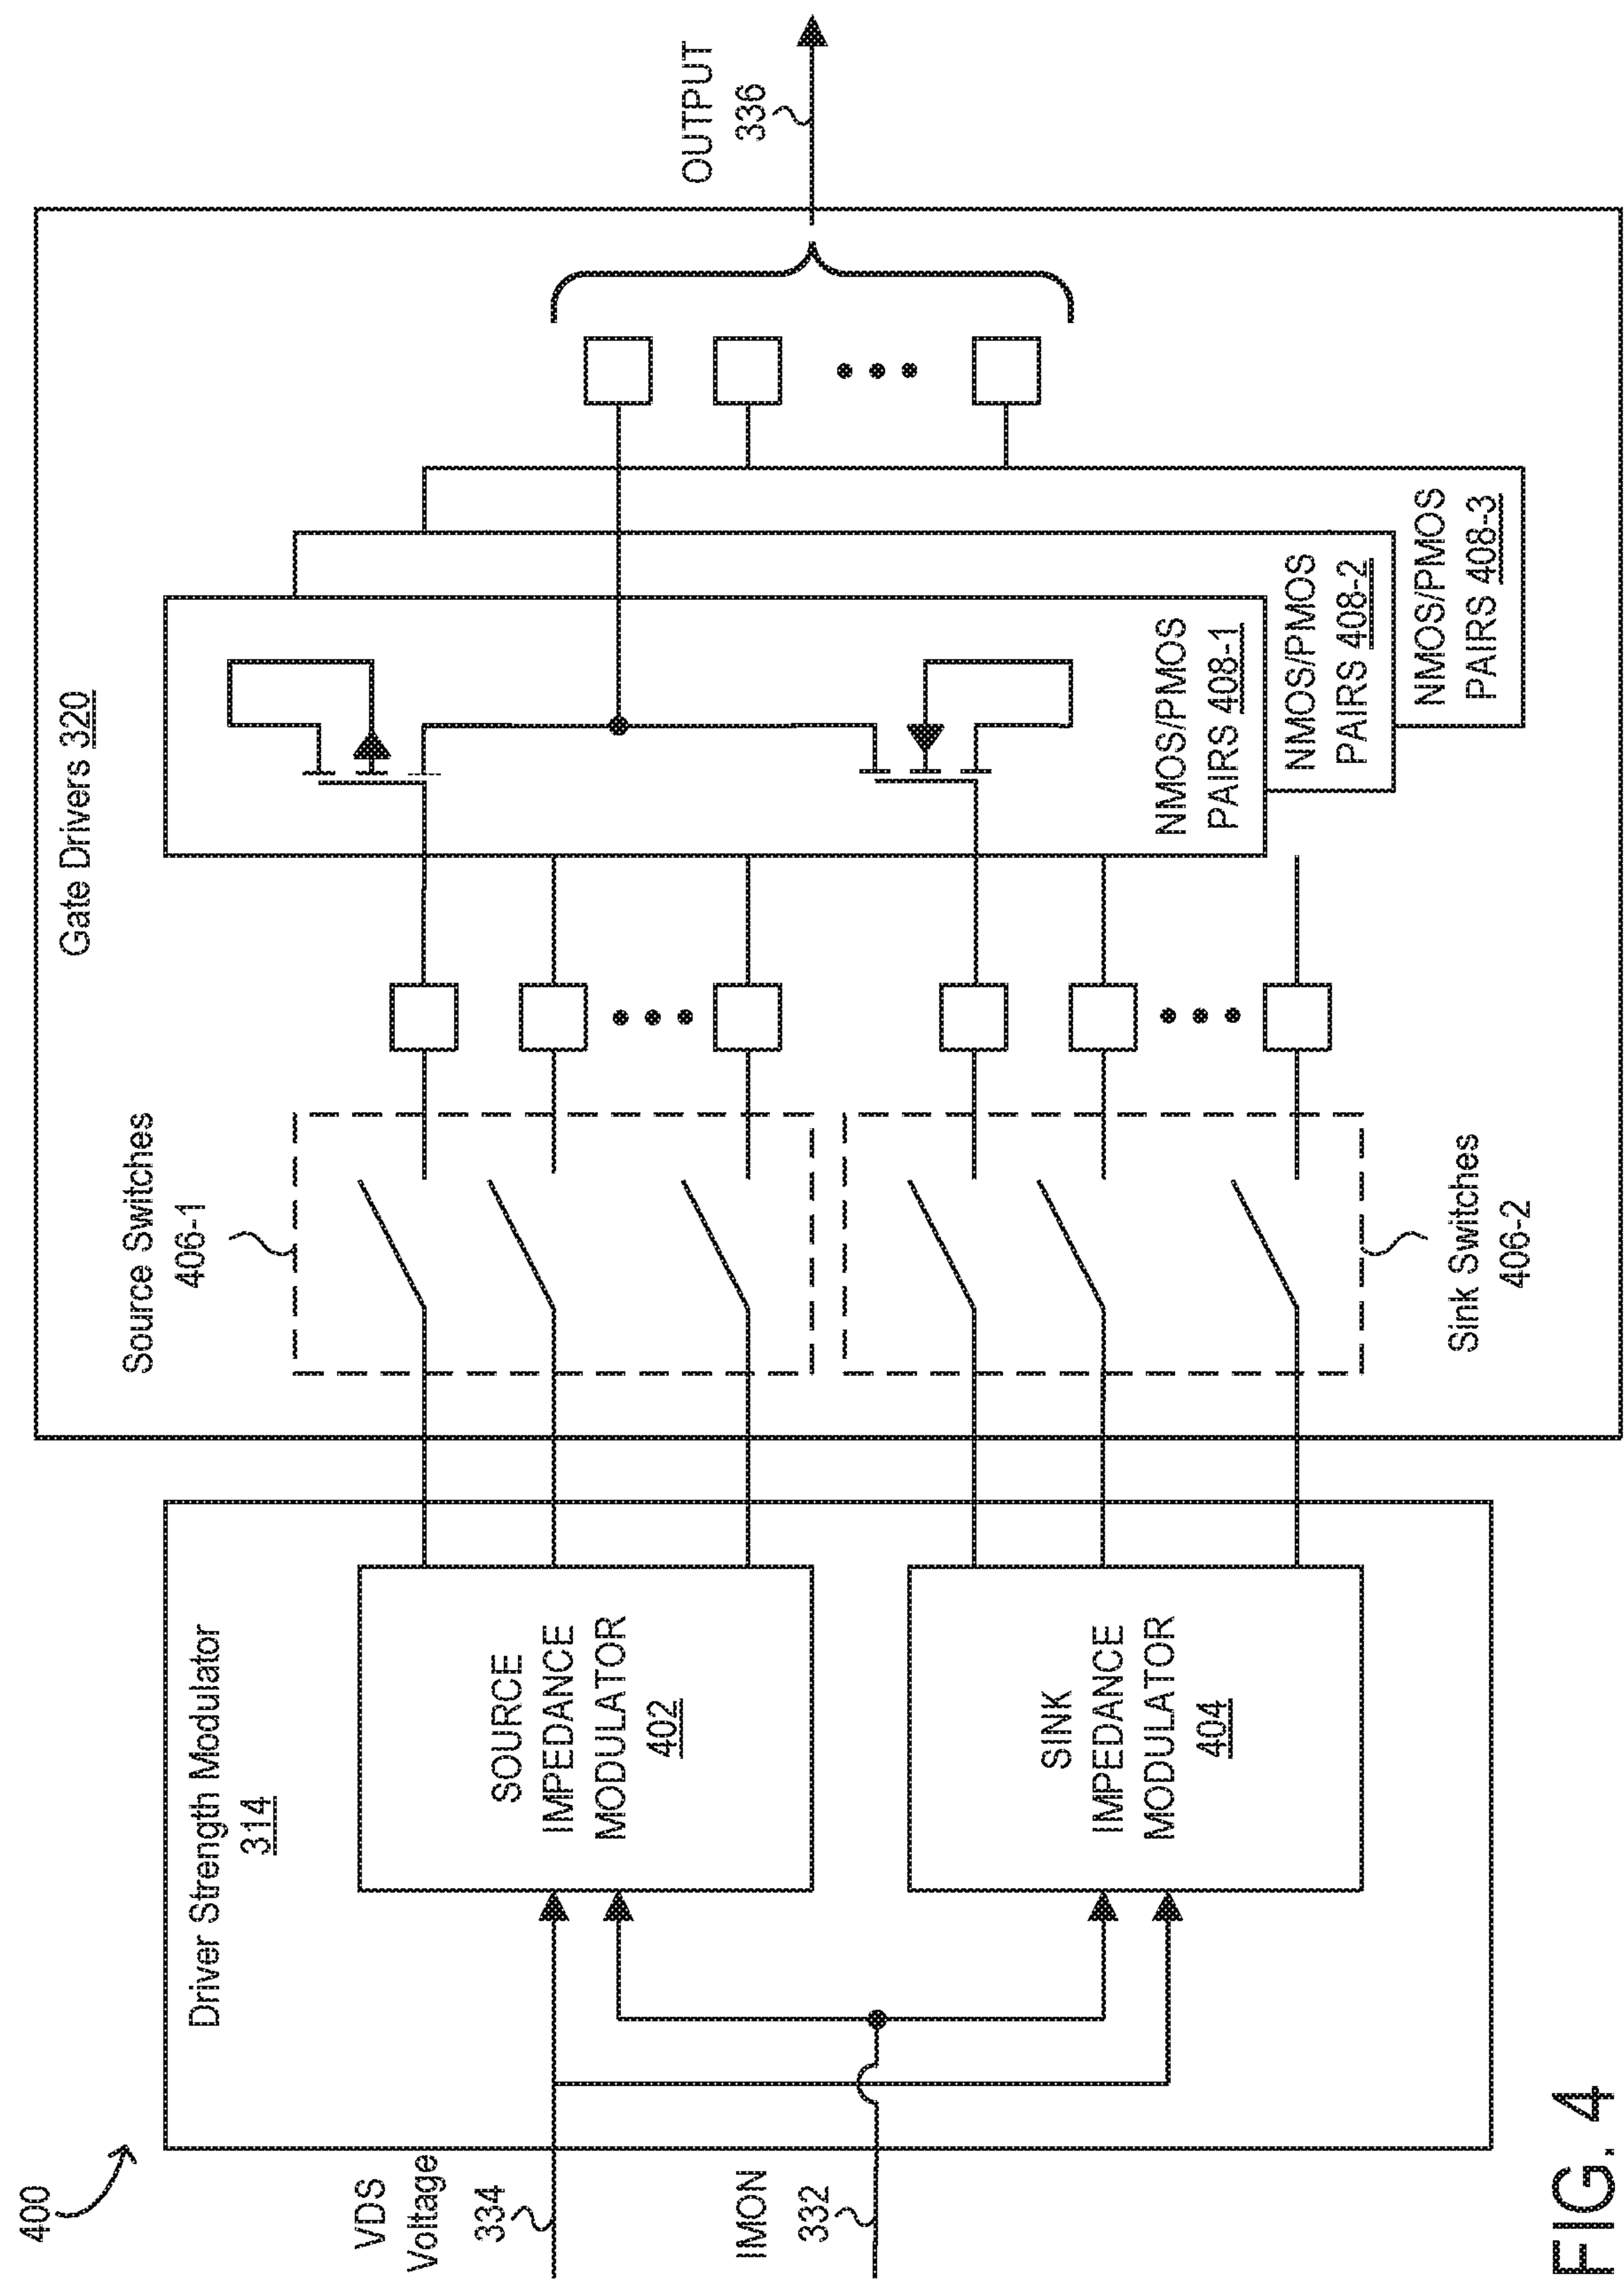 400
Driver Strength Modulator
314
VDS
Voltage
334
IMON
332
SOURCE
IMPEDANCE
MODULATOR
402
SINK
IMPEDANCE
MODULATOR
404
Gate Drivers 320
Source Switches
406-1
Sink Switches
406-2
NMOS/PMOS
PAIRS 408-1
NMOS/PMOS
PAIRS 408-2
NMOS/PMOS
PAIRS 408-3
OUTPUT
336
FIG. 4